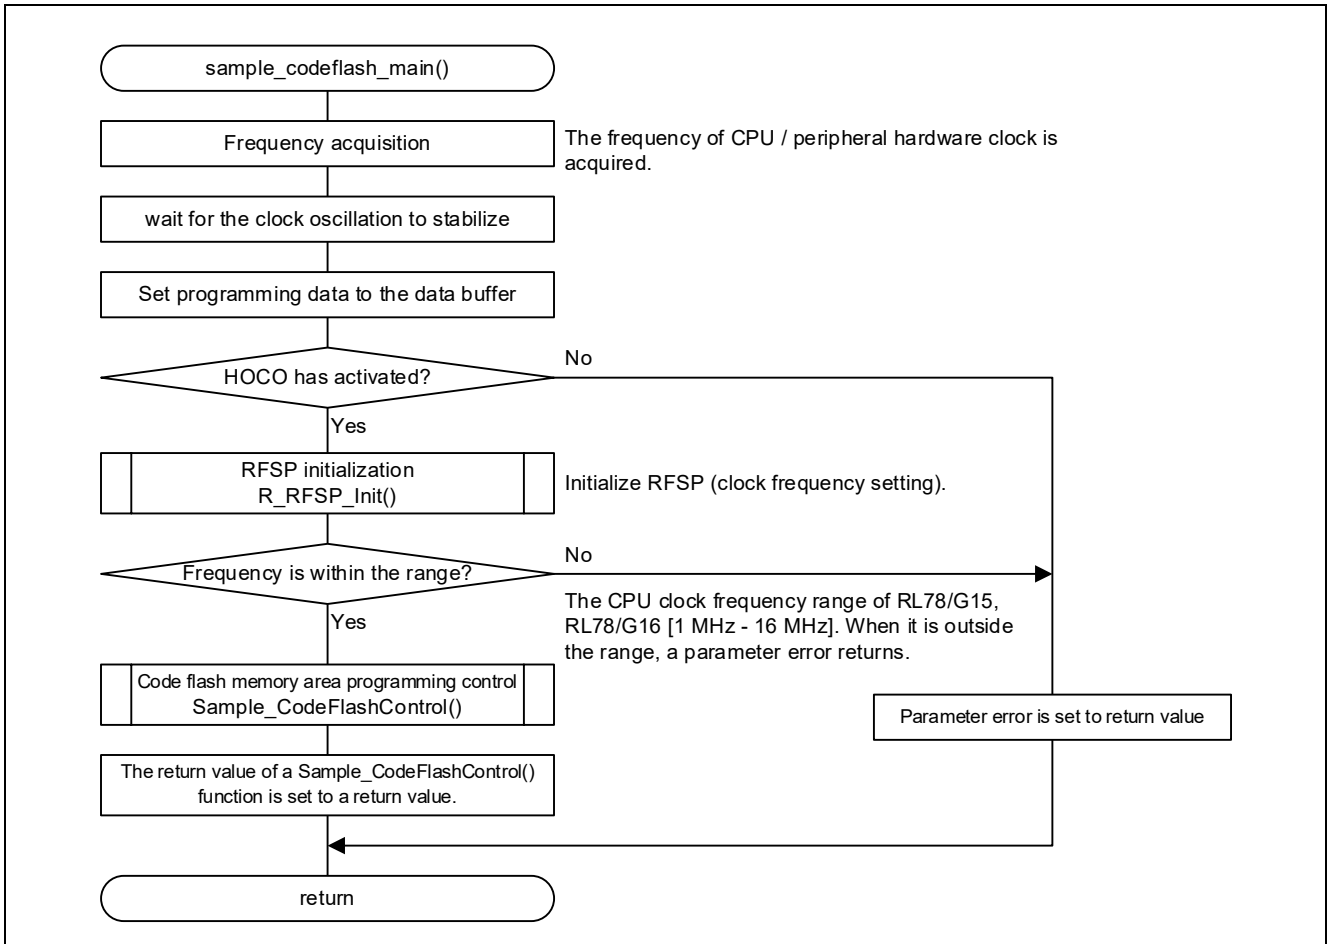 sample_codeflash_main()
Frequency acquisition
The frequency of CPU / peripheral hardware clock is
acquired.
wait for the clock oscillation to stabilize
Set programming data to the data buffer
HOCO has activated?
No
Yes
RFSP initialization
R_RFSP_Init()
Initialize RFSP (clock frequency setting).
Frequency is within the range?
No
Yes
The CPU clock frequency range of RL78/G15,
RL78/G16 [1 MHz - 16 MHz]. When it is outside
the range, a parameter error returns.
Code flash memory area programming control
Sample_CodeFlashControl()
Parameter error is set to return value
The return value of a Sample_CodeFlashControl()
function is set to a return value.
return